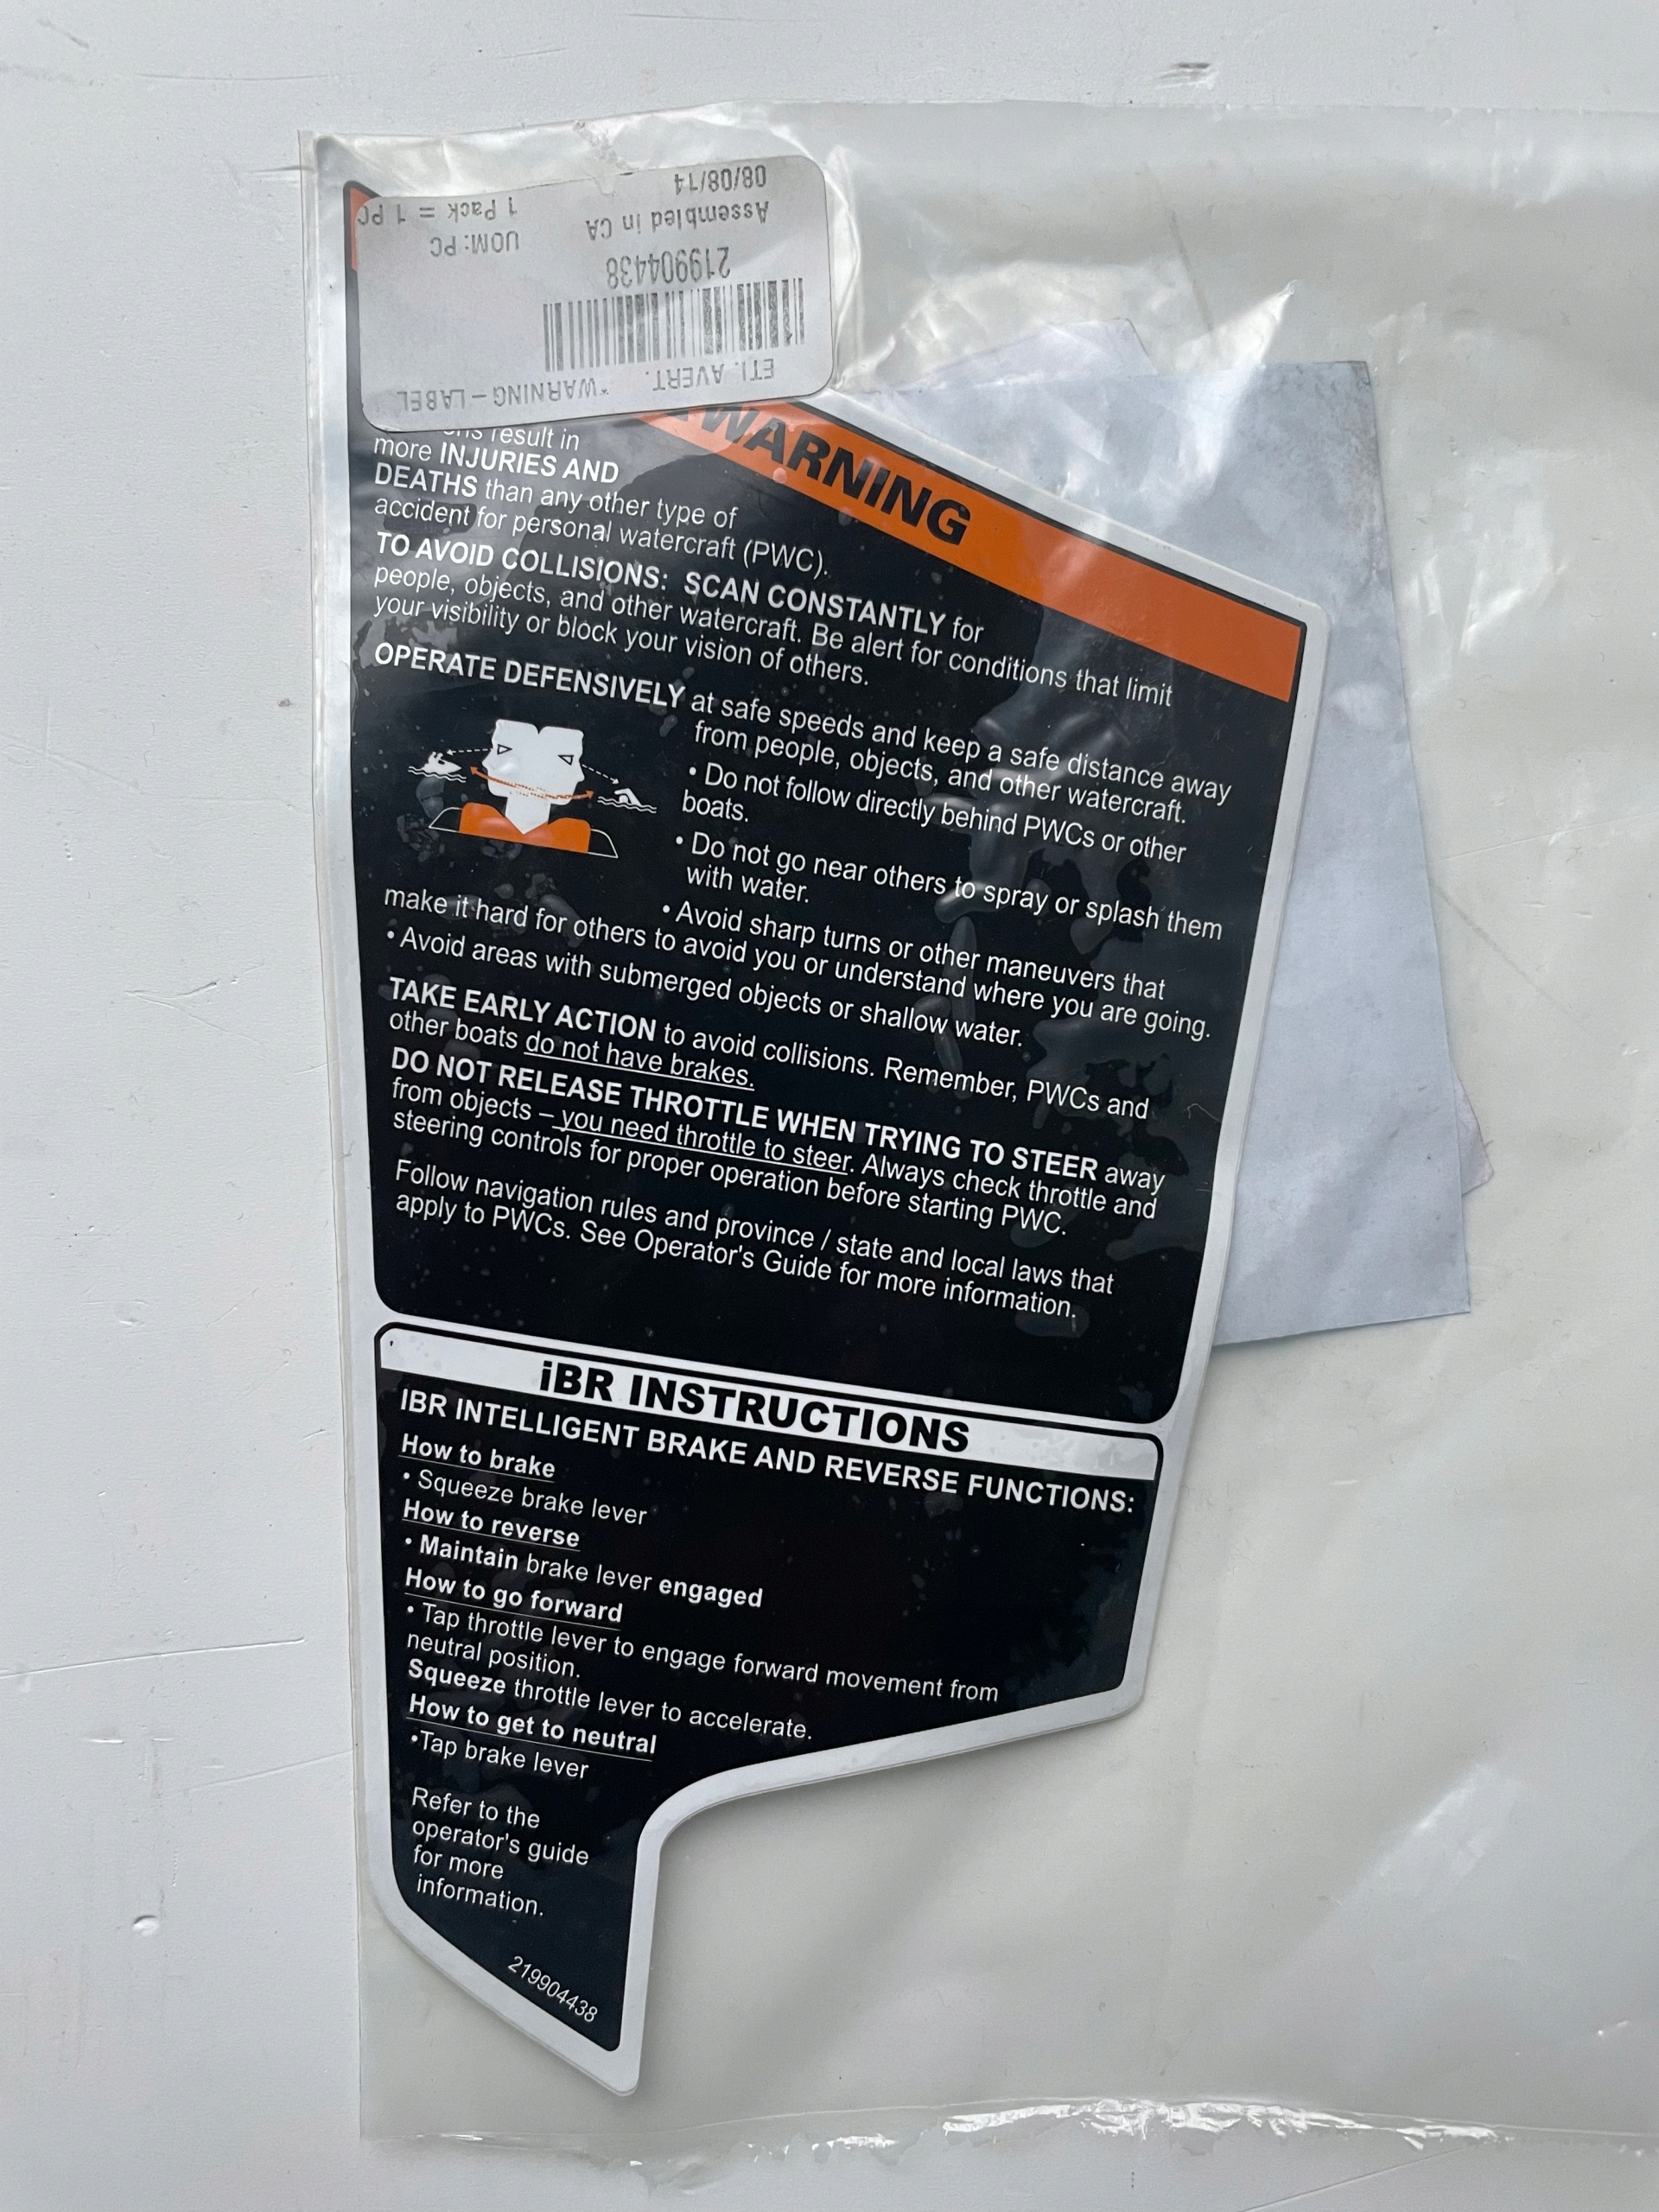 ETI. AVERT. *WARNING-LABEL
219904438
UOM: PC
Assembled in CA
1 Pack = 1 PC
08/08/14
WARNING
result in
more INJURIES AND
DEATHS than any other type of
accident for personal watercraft (PWC).
TO AVOID COLLISIONS: SCAN CONSTANTLY for
people, objects, and other watercraft. Be alert for conditions that limit
your visibility or block your vision of others.
OPERATE DEFENSIVELY at safe speeds and keep a safe distance away
from people, objects, and other watercraft.
• Do not follow directly behind PWCs or other
boats.
• Do not go near others to spray or splash them
with water.
• Avoid sharp turns or other maneuvers that
make it hard for others to avoid you or understand where you are going.
• Avoid areas with submerged objects or shallow water.
TAKE EARLY ACTION to avoid collisions. Remember, PWCs and
other boats do not have brakes.
DO NOT RELEASE THROTTLE WHEN TRYING TO STEER away
from objects – you need throttle to steer. Always check throttle and
steering controls for proper operation before starting PWC.
Follow navigation rules and province / state and local laws that
apply to PWCs. See Operator's Guide for more information.
iBR INSTRUCTIONS
IBR INTELLIGENT BRAKE AND REVERSE FUNCTIONS:
How to brake
• Squeeze brake lever
How to reverse
• Maintain brake lever engaged
How to go forward
• Tap throttle lever to engage forward movement from
neutral position.
Squeeze throttle lever to accelerate.
How to get to neutral
•Tap brake lever
Refer to the
operator's guide
for more
information.
219904438